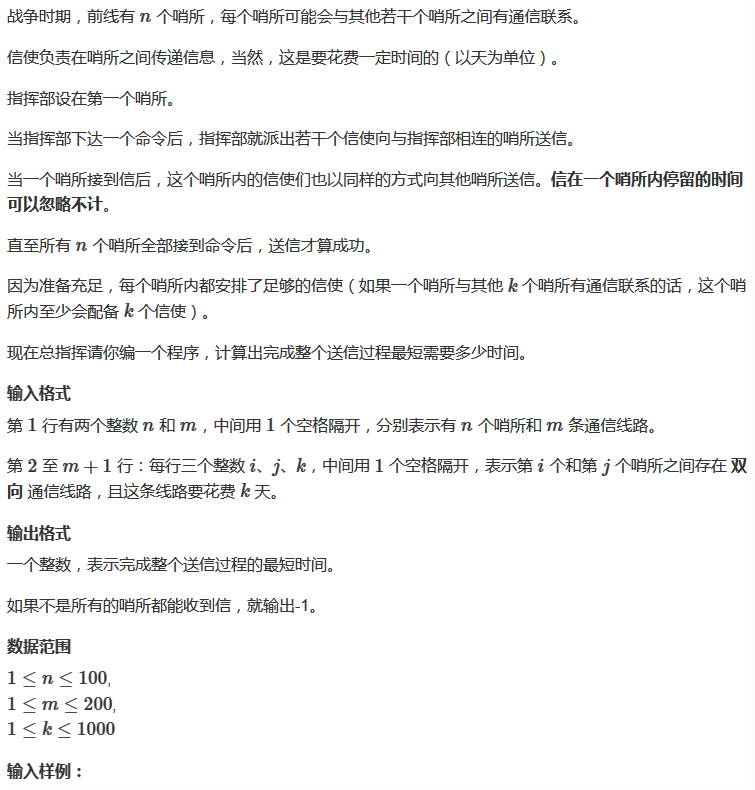 战争时期，前线有 n 个哨所，每个哨所可能会与其他若干个哨所之间有通信联系。
信使负责在哨所之间传递信息，当然，这是要花费一定时间的（以天为单位）。
指挥部设在第一个哨所。
当指挥部下达一个命令后，指挥部就派出若干个信使向与指挥部相连的哨所送信。
当一个哨所接到信后，这个哨所内的信使们也以同样的方式向其他哨所送信。信在一个哨所内停留的时间
可以忽略不计。
直至所有 n 个哨所全部接到命令后，送信才算成功。
因为准备充足，每个哨所内都安排了足够的信使（如果一个哨所与其他 k 个哨所有通信联系的话，这个哨
所内至少会配备 k 个信使）。
现在总指挥请你编一个程序，计算出完成整个送信过程最短需要多少时间。
输入格式
第 1 行有两个整数 n 和 m，中间用 1 个空格隔开，分别表示有 n 个哨所和 m 条通信线路。
第 2 至 m + 1 行：每行三个整数 i、j、k，中间用 1 个空格隔开，表示第 i 个和第 j 个哨所之间存在 双
向 通信线路，且这条线路要花费 k 天。
输出格式
一个整数，表示完成整个送信过程的最短时间。
如果不是所有的哨所都能收到信，就输出-1。
数据范围
1 ≤ n ≤ 100,
1 ≤ m ≤ 200,
1 ≤ k ≤ 1000
输入样例：